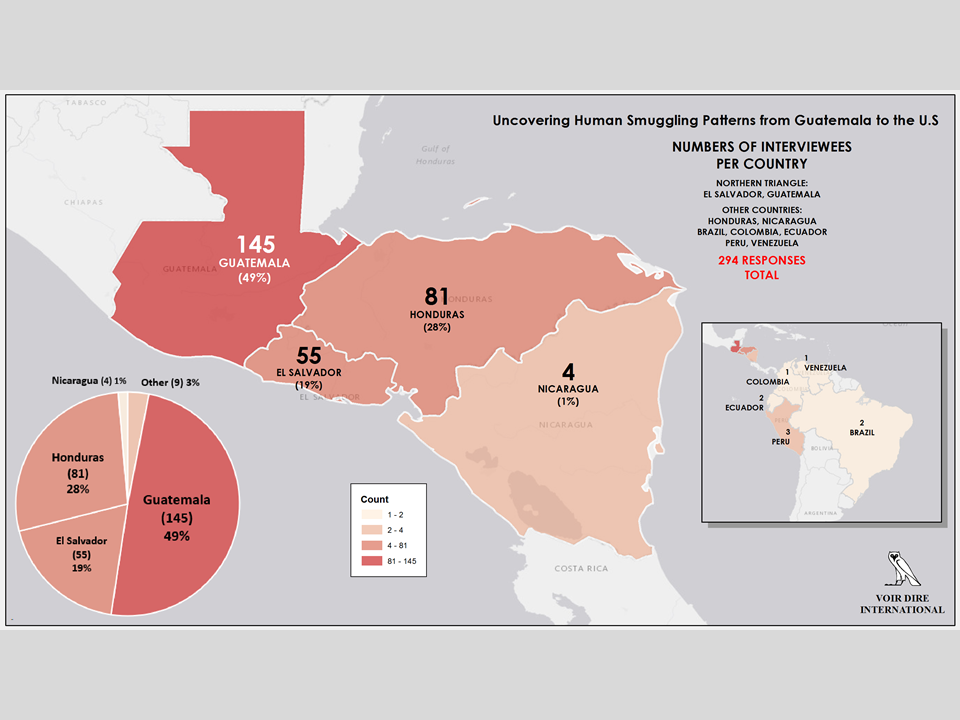 Uncovering Human Smuggling Patterns from Guatemala to the U.S
NUMBERS OF INTERVIEWEES
PER COUNTRY
NORTHERN TRIANGLE:
EL SALVADOR, GUATEMALA
OTHER COUNTRIES:
HONDURAS, NICARAGUA
BRAZIL, COLOMBIA, ECUADOR
PERU, VENEZUELA
294 RESPONSES
TOTAL
TABASCO
CHIAPAS
Gulf of
Honduras
145
GUATEMALA
GUATEMALA
(49%)
81
HONDURAS
HONDURAS
(28%)
55
EL SALVADOR
(19%)
EL SALVADOR
4
NICARAGUA
(1%)
NICARAGUA
COSTA RICA
Nicaragua (4) 1%
Other (9) 3%
Honduras
(81)
28%
Guatemala
(145)
49%
El Salvador
(55)
19%
Count
1 - 2
2 - 4
4 - 81
81 - 145
1
VENEZUELA
1
COLOMBIA
2
ECUADOR
3
PERU
2
BRAZIL
BOLIVIA
ARGENTINA
VOIR DIRE
INTERNATIONAL